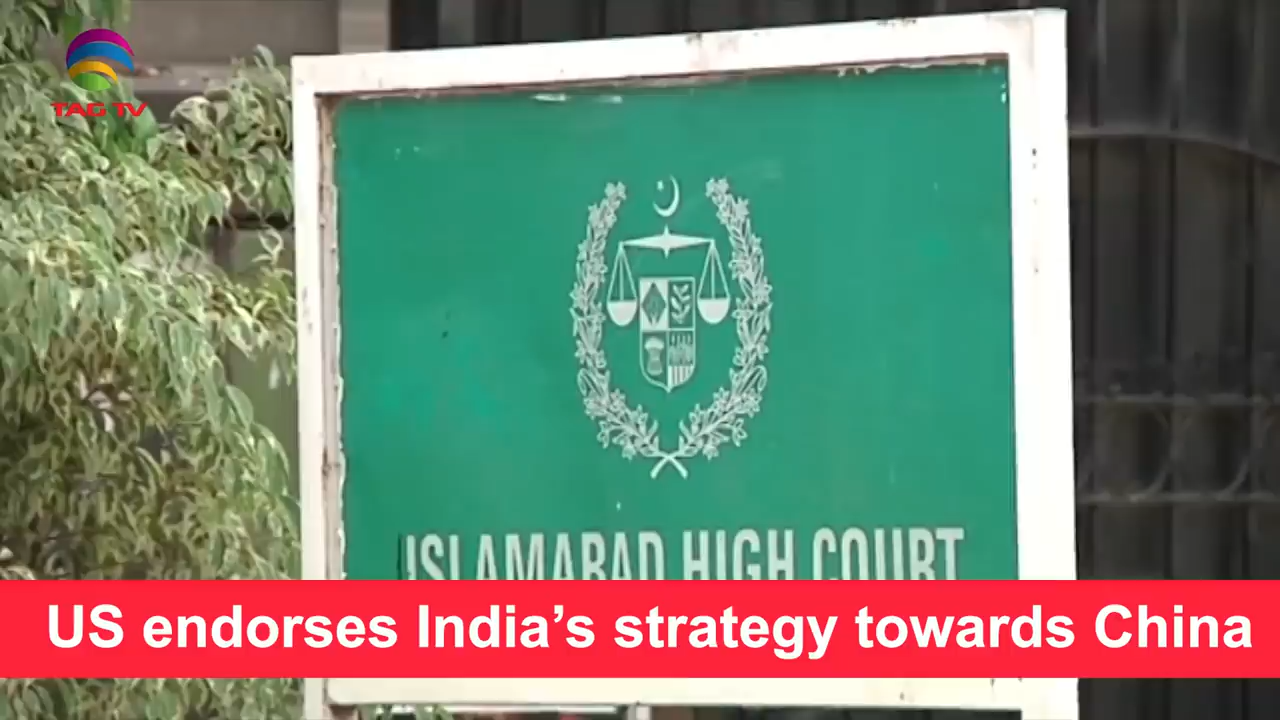 TAG TV
ISLAMABAD HIGH COURT
US endorses India’s strategy towards China